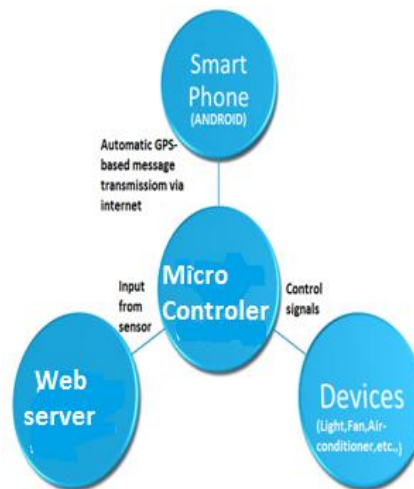 Smart
Phone
(ANDROID)
Automatic GPS-
based message
transmissiom via
internet
Micro
Controler
Input
from
sensor
Control
signals
Web
server
Devices
(Light,Fan,Air-
conditioner,etc.,)